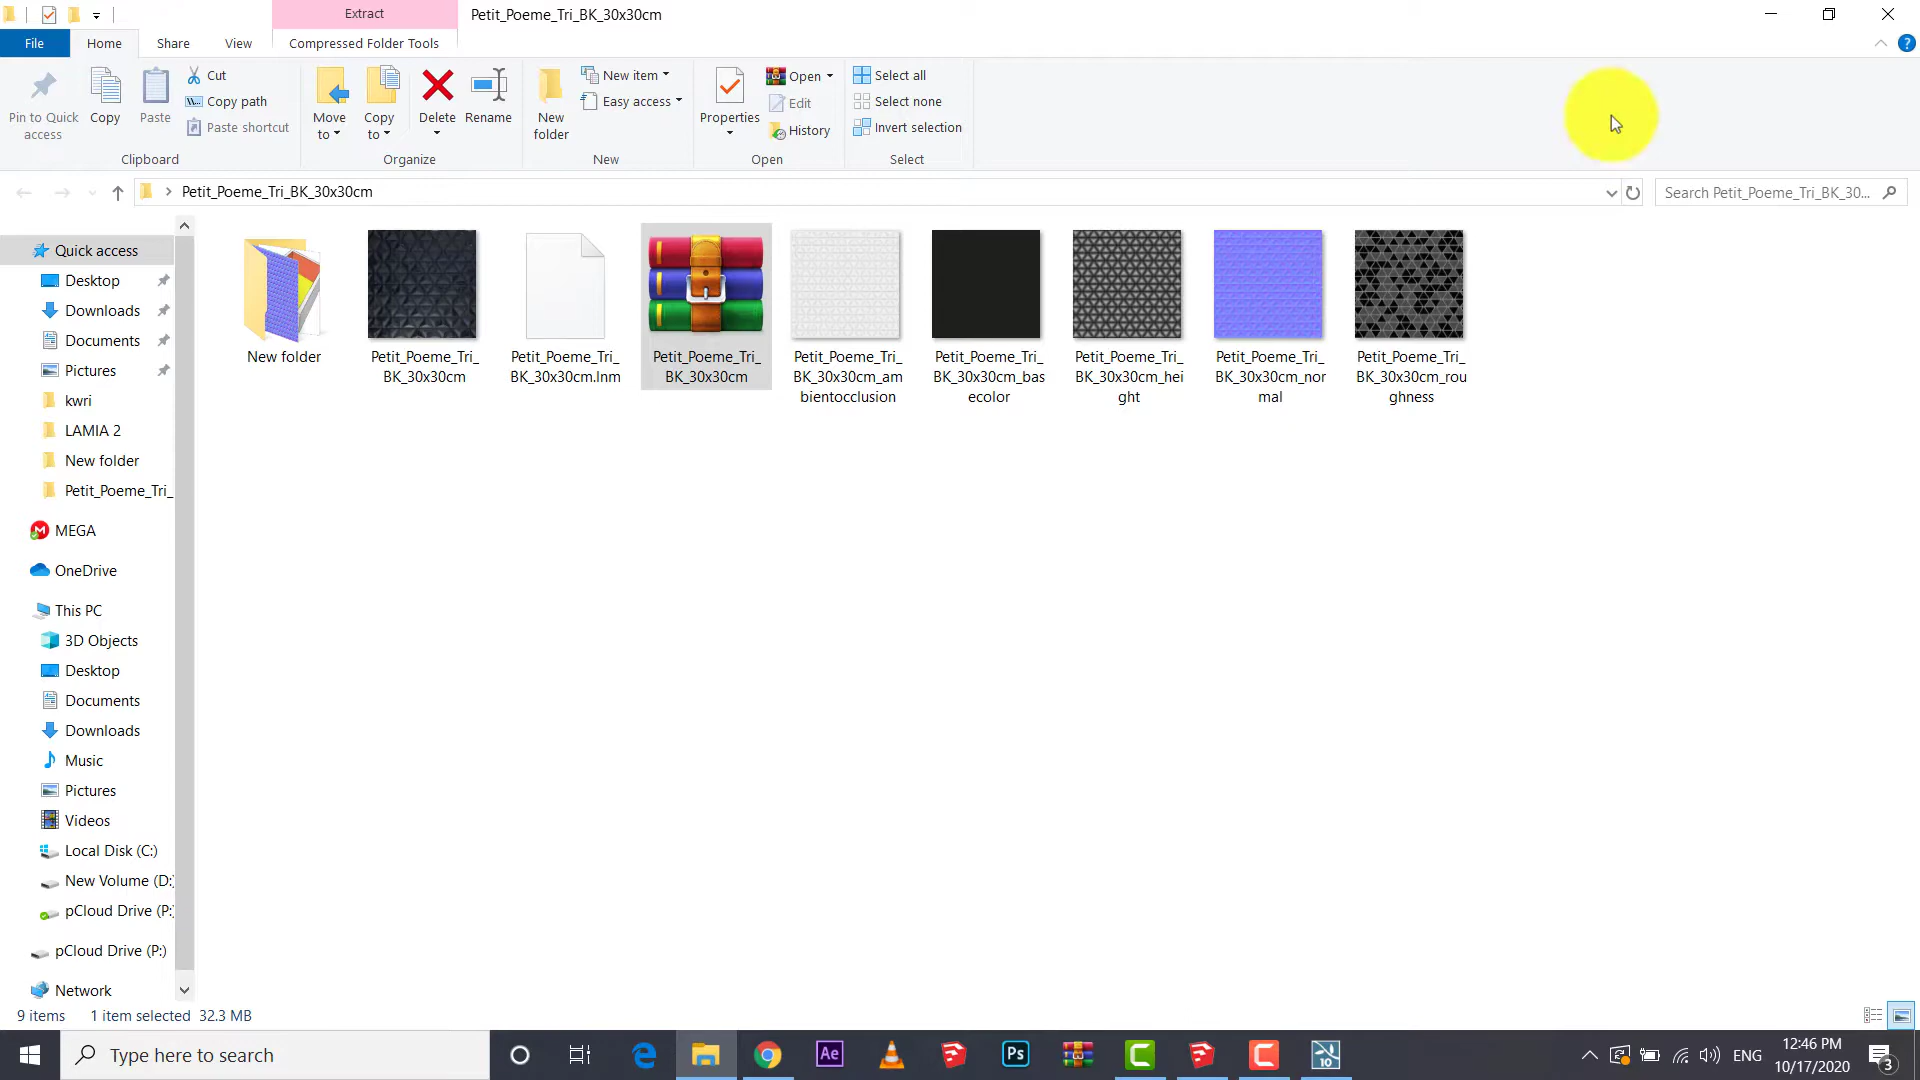 Extract
Petit_Poeme_Tri_BK_30x30cm
File
Home
Share
View
Compressed Folder Tools
Pin to Quick
access
Copy
Paste
Cut
Copy path
Paste shortcut
Clipboard
Move
to
Copy
to
Delete
Rename
Organize
New
folder
New item
Easy access
New
Properties
Open
Edit
History
Open
Select all
Select none
Invert selection
Select
Petit_Poeme_Tri_BK_30x30cm
Search Petit_Poeme_Tri_BK_30...
Quick access
Desktop
Downloads
Documents
Pictures
kwri
LAMIA 2
New folder
Petit_Poeme_Tri_
MEGA
OneDrive
This PC
3D Objects
Desktop
Documents
Downloads
Music
Pictures
Videos
Local Disk (C:)
New Volume (D:)
pCloud Drive (P:)
pCloud Drive (P:)
Network
New folder
Petit_Poeme_Tri_
BK_30x30cm
Petit_Poeme_Tri_
BK_30x30cm.lnm
Petit_Poeme_Tri_
BK_30x30cm
Petit_Poeme_Tri_
BK_30x30cm_am
bientocclusion
Petit_Poeme_Tri_
BK_30x30cm_bas
ecolor
Petit_Poeme_Tri_
BK_30x30cm_hei
ght
Petit_Poeme_Tri_
BK_30x30cm_nor
mal
Petit_Poeme_Tri_
BK_30x30cm_rou
ghness
9 items
1 item selected 32.3 MB
Type here to search
Ae
Ps
10
ENG
12:46 PM
10/17/2020
3